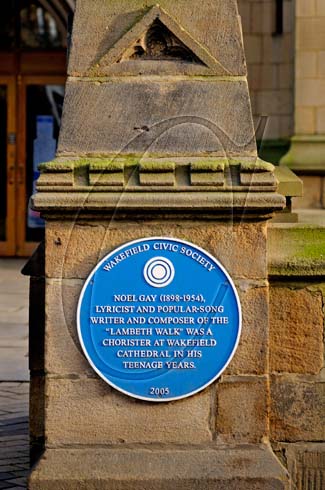 WAKEFIELD CIVIC SOCIETY
NOEL GAY (1898-1954),
LYRICIST AND POPULAR-SONG
WRITER AND COMPOSER OF THE
"LAMBETH WALK" WAS A
CHORISTER AT WAKEFIELD
CATHEDRAL IN HIS
TEENAGE YEARS.
2005